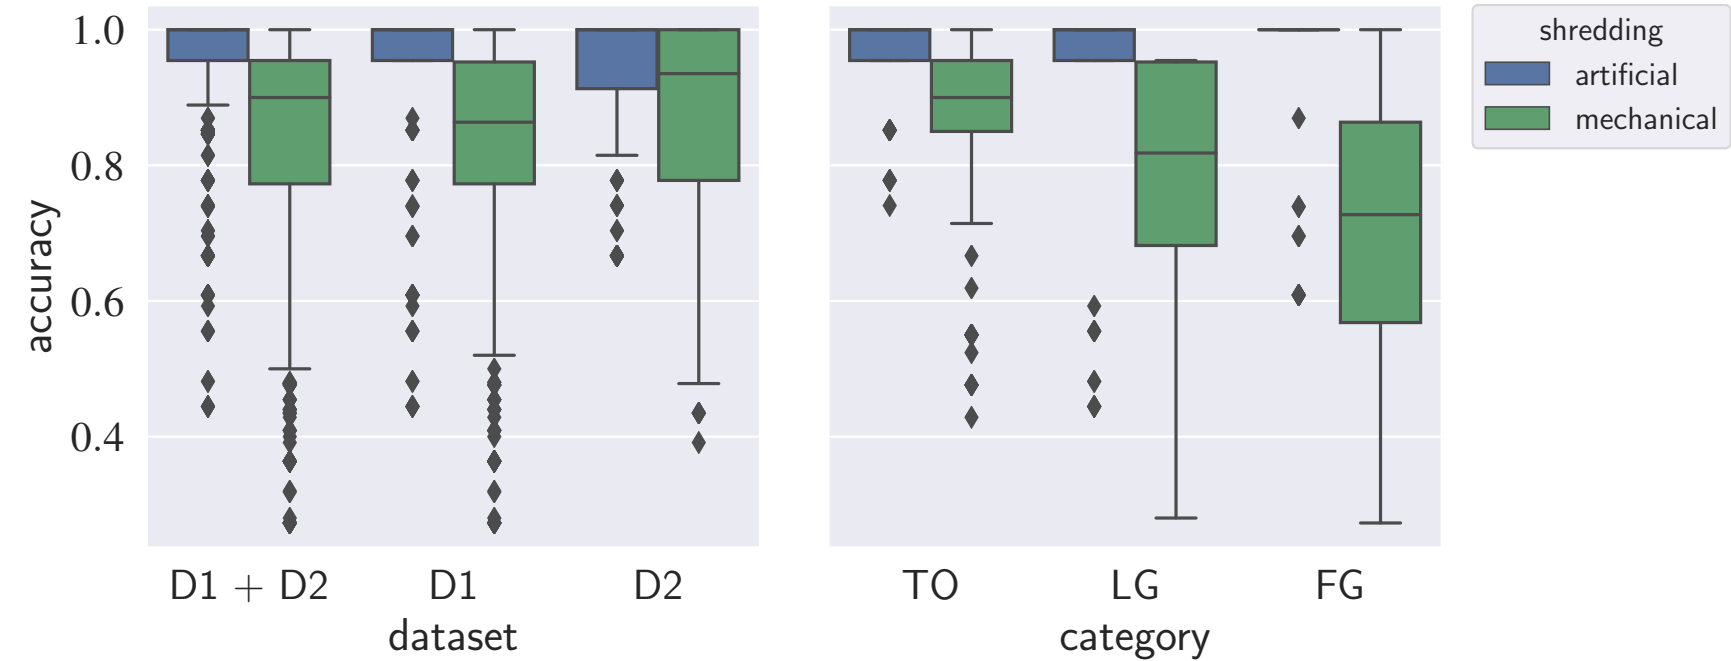 accuracy
1.0
0.8
0.6
0.4
D1 + D2 D1 D2
dataset
TO LG FG
category
shredding
artificial
mechanical